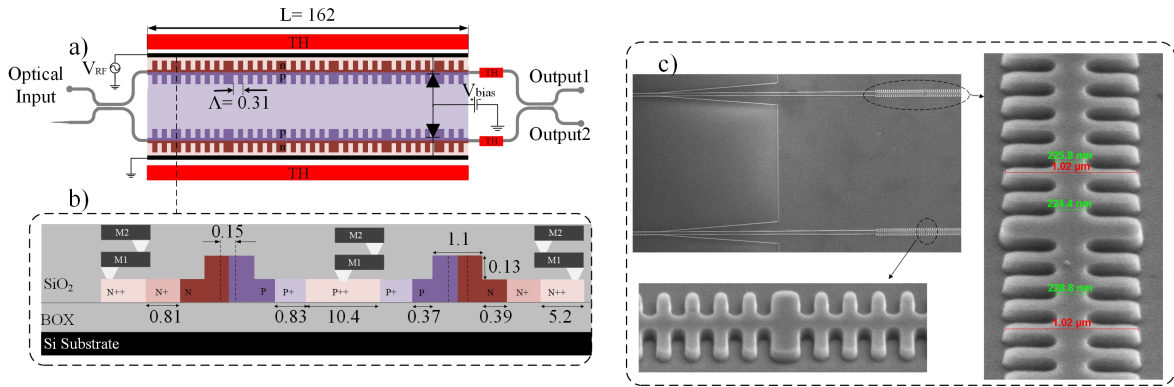 L= 162
a)
TH
V_RF
n
P
Optical
Input
Λ= 0.31
V_bias
TH
Output1
Output2
TH
P
n
TH
b)
M2
M2
M2
0.15
1.1
M1
M1
M1
0.13
SiO₂
N++
N+
N
P
P+
P++
P+
P
N
N+
N++
BOX
0.81
0.83
10.4
0.37
0.39
5.2
Si Substrate
c)
225.8 nm
1.02 µm
224.4 nm
228.8 nm
1.02 µm